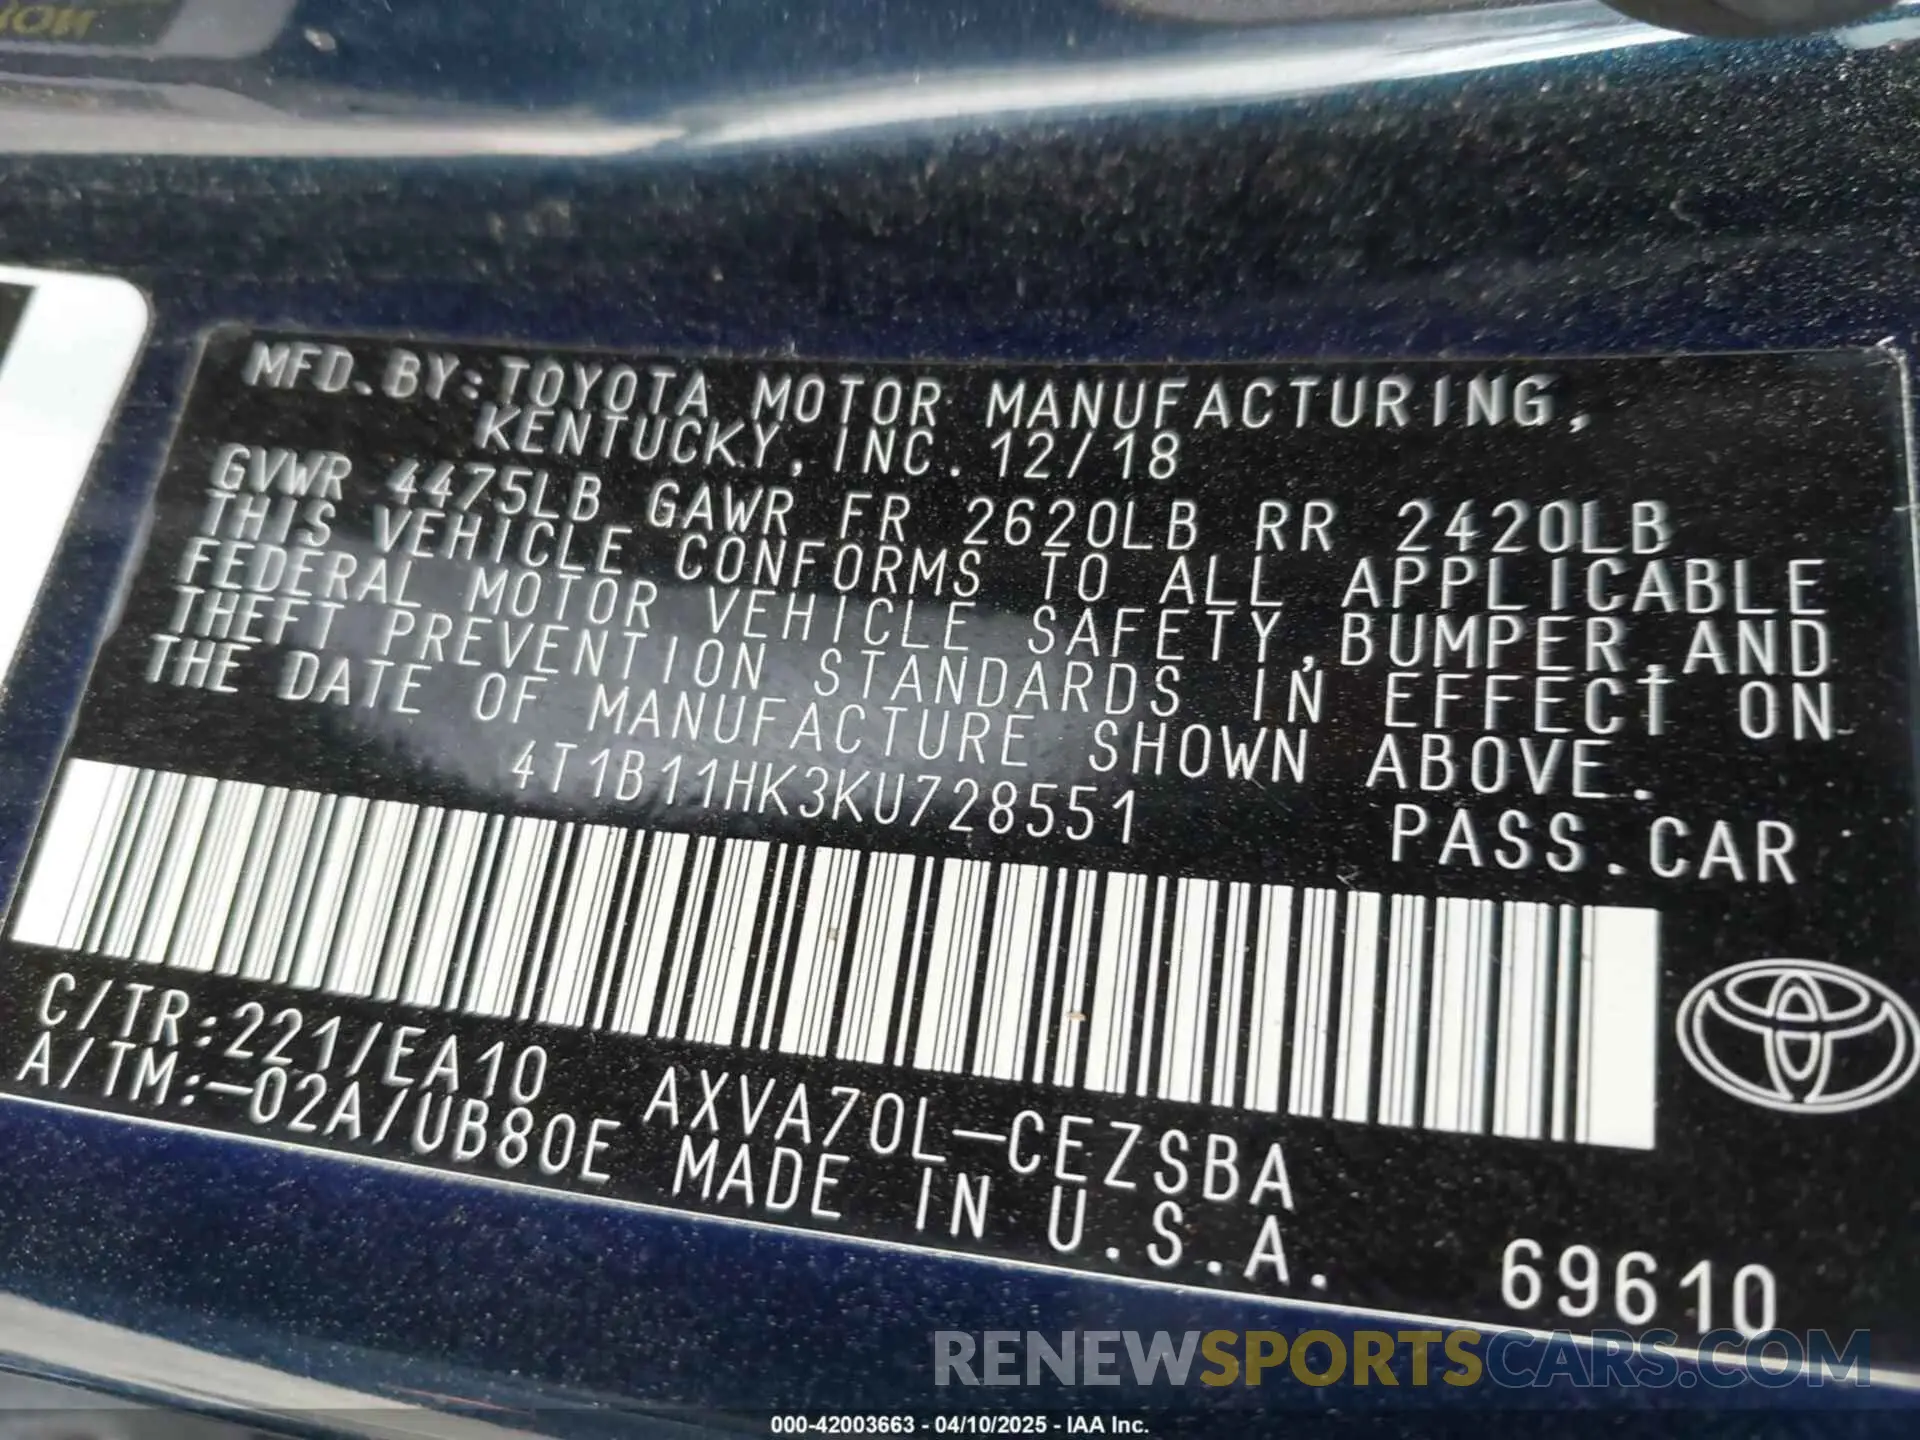 MFD.BY:TOYOTA MOTOR MANUFACTURING,
KENTUCKY, INC. 12/18
GVWR 4475LB GAWR FR 2620LB RR 2420LB
THIS VEHICLE CONFORMS TO ALL APPLICABLE
FEDERAL MOTOR VEHICLE SAFETY,BUMPER,AND
THEFT PREVENTION STANDARDS IN EFFECT ON
THE DATE OF MANUFACTURE SHOWN ABOVE.
4T1B11HK3KU728551 PASS.CAR
C/TR:221/EA10 AXVA70L-CEZSBA
A/TM:-02A/UB80E MADE IN U.S.A.
69610
RENEWSPORTSCARS.COM
000-42003663 - 04/10/2025 - IAA Inc.